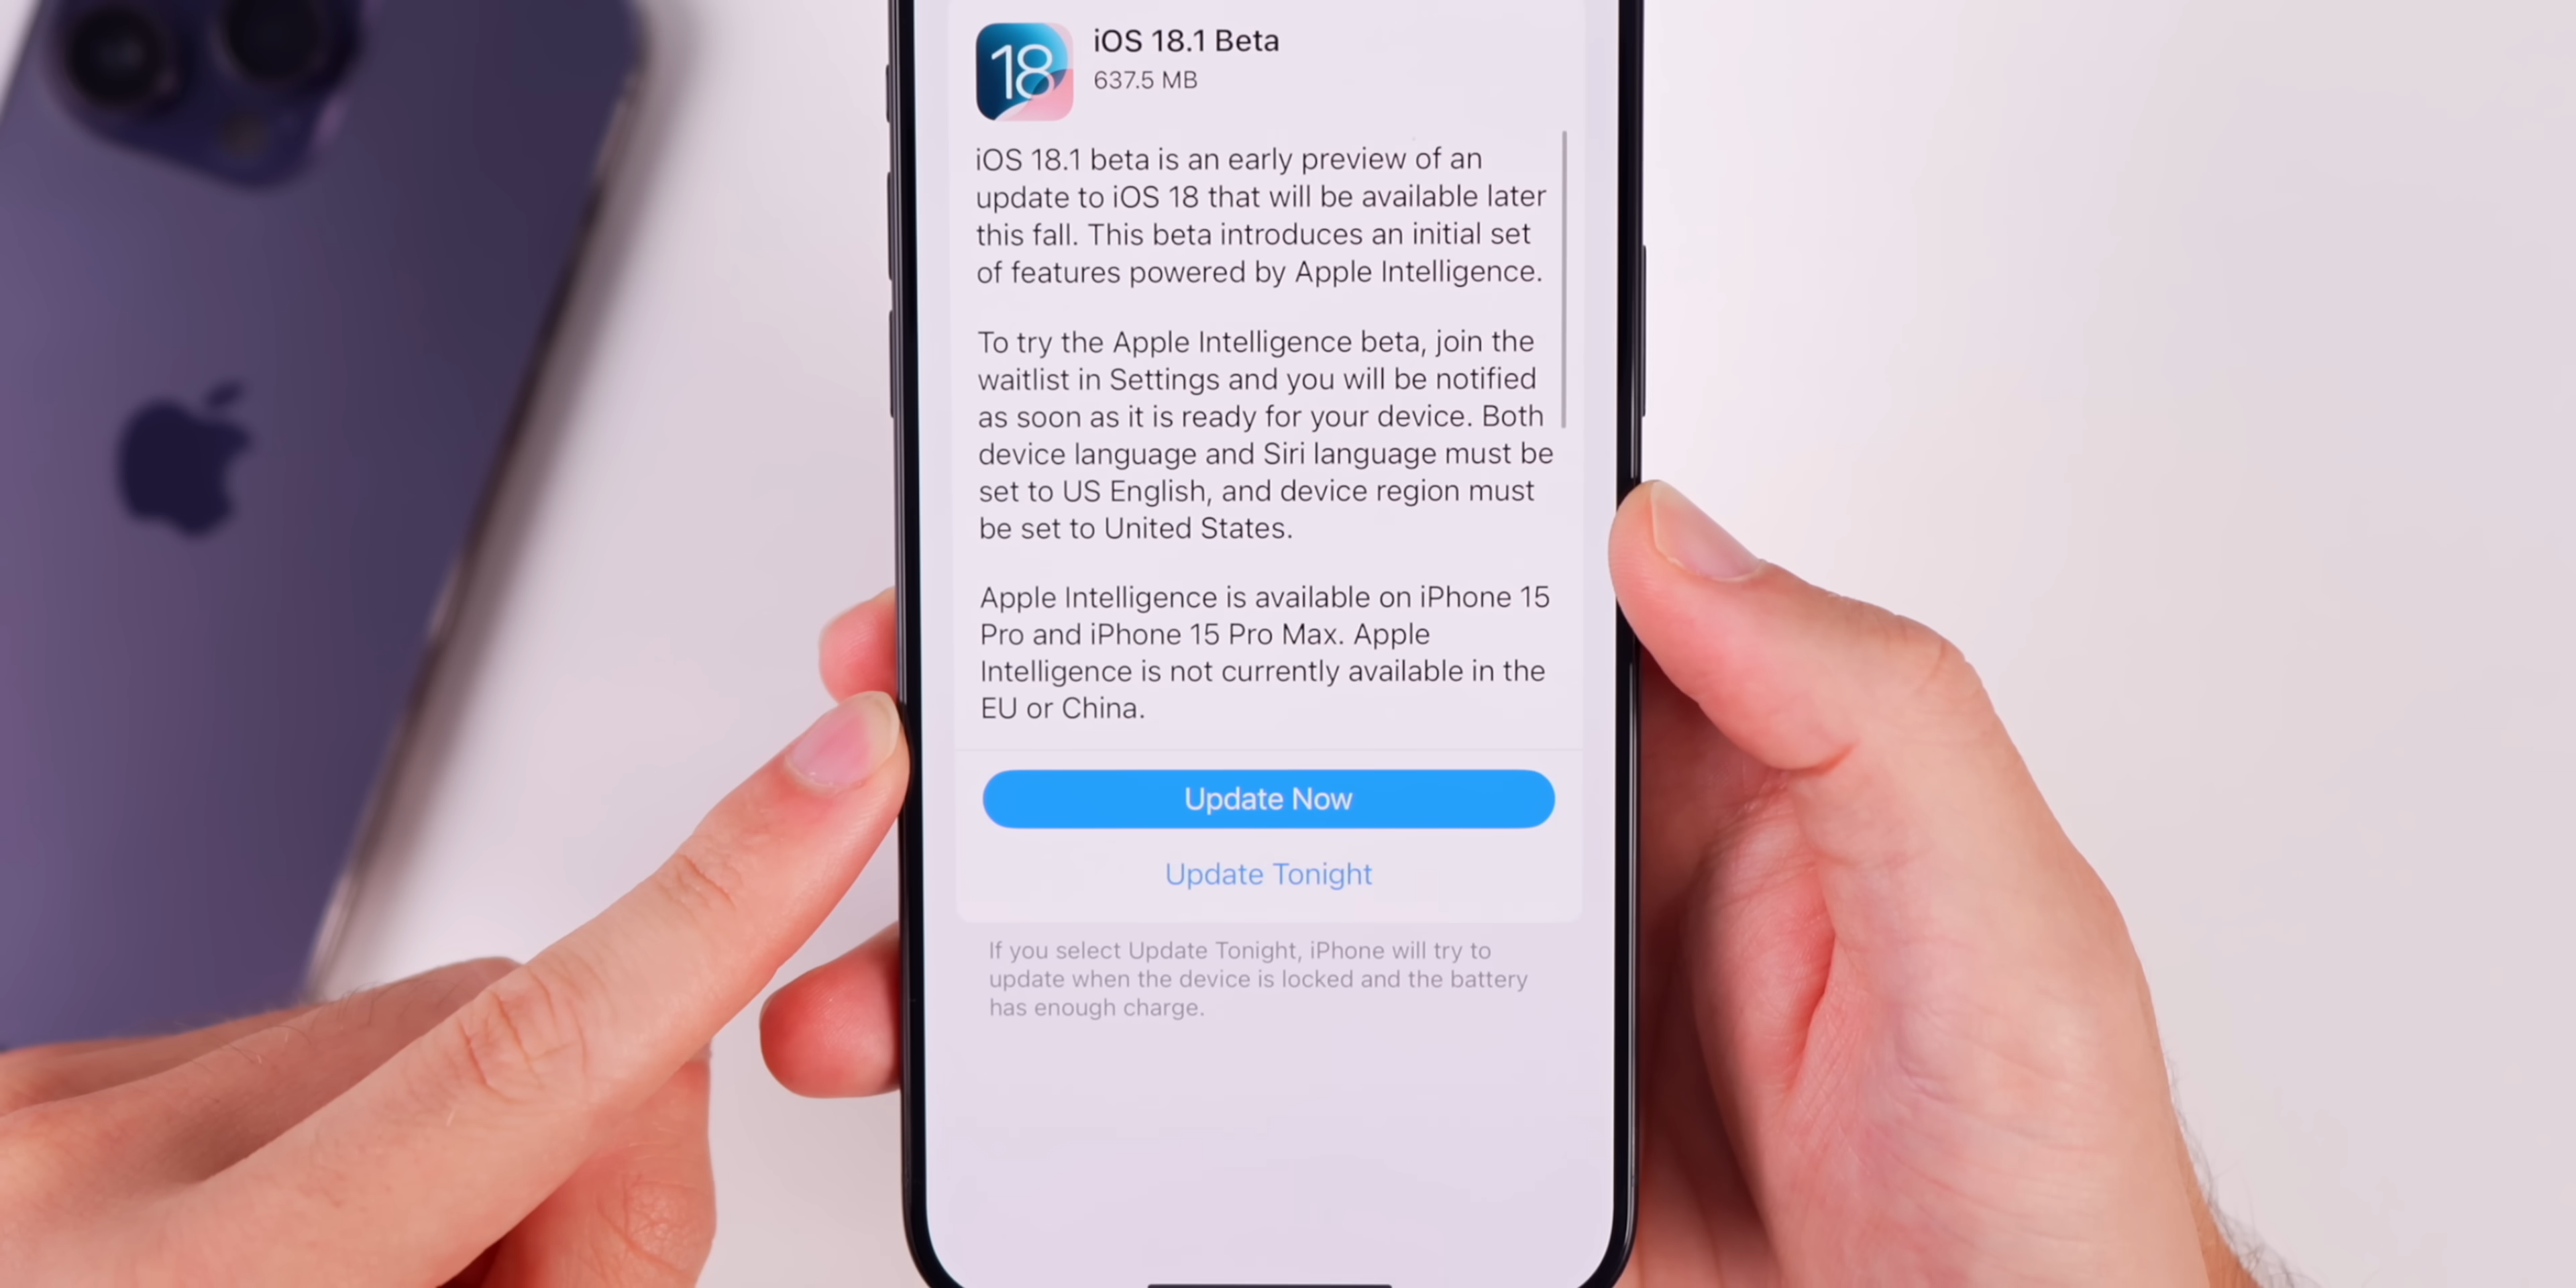 18
iOS 18.1 Beta
637.5 MB
iOS 18.1 beta is an early preview of an
update to iOS 18 that will be available later
this fall. This beta introduces an initial set
of features powered by Apple Intelligence.
To try the Apple Intelligence beta, join the
waitlist in Settings and you will be notified
as soon as it is ready for your device. Both
device language and Siri language must be
set to US English, and device region must
be set to United States.
Apple Intelligence is available on iPhone 15
Pro and iPhone 15 Pro Max. Apple
Intelligence is not currently available in the
EU or China.
Update Now
Update Tonight
If you select Update Tonight, iPhone will try to
update when the device is locked and the battery
has enough charge.